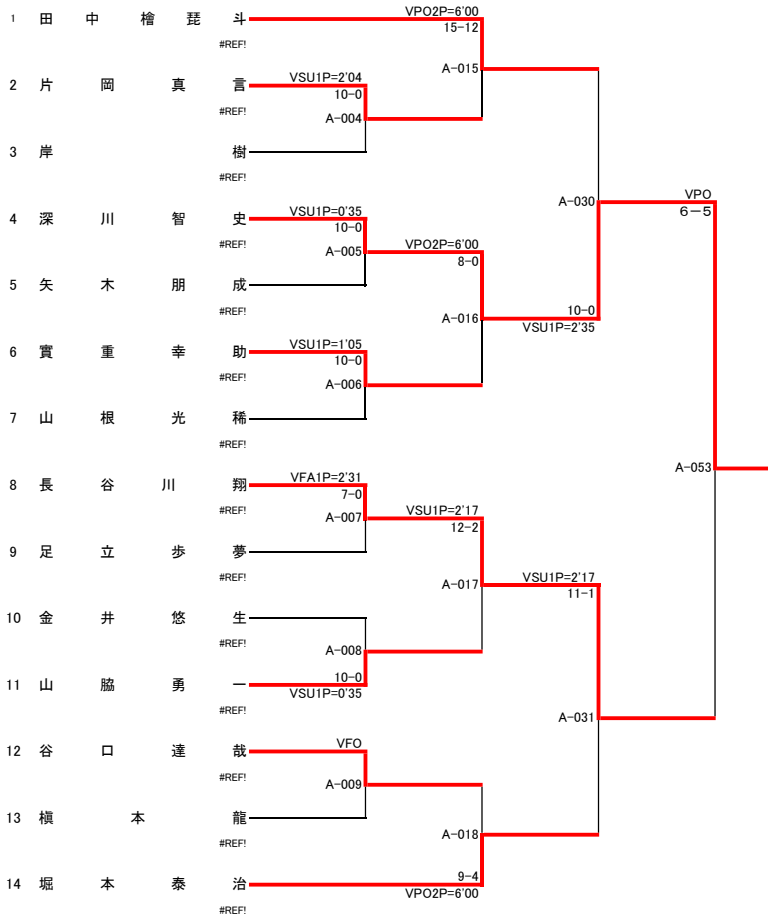 1 田中檜琵斗 VPO2P=6'00
15-12
#REF!
A-015
2 片岡真言 VSU1P=2'04
10-0
#REF!
A-004
3 岸樹
#REF!
A-030 VPO
6-5
4 深川智史 VSU1P=0'35
10-0
#REF!
A-005 VPO2P=6'00
8-0
5 矢木朋成
#REF!
A-016 10-0
VSU1P=2'35
6 實重幸助 VSU1P=1'05
10-0
#REF!
A-006
7 山根光稀
#REF!
A-053
8 長谷川翔 VFA1P=2'31
7-0
#REF!
A-007 VSU1P=2'17
12-2
9 足立歩夢
#REF!
A-017 VSU1P=2'17
11-1
10 金井悠生
#REF!
A-008
11 山脇勇一 10-0
VSU1P=0'35
#REF!
A-031
12 谷口達哉 VFO
#REF!
A-009
13 槇本龍
#REF!
A-018
14 堀本泰治 9-4
VPO2P=6'00
#REF!